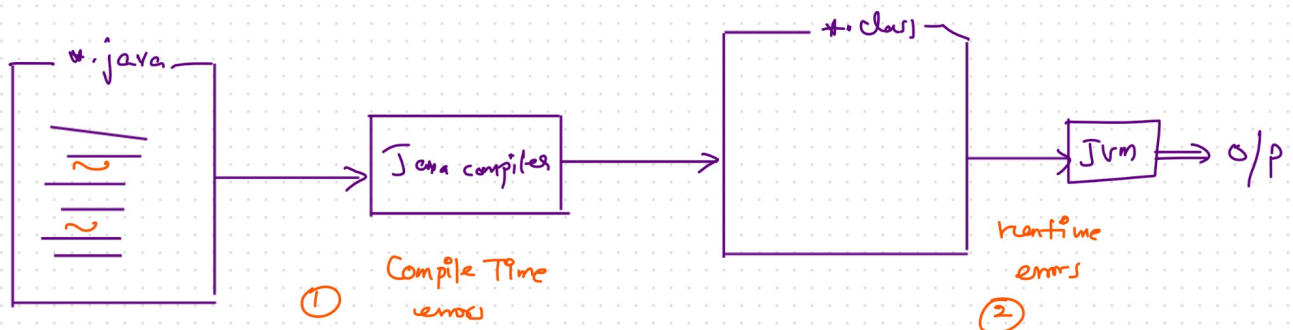 *.java
Java compiler
Compile Time
errors
①
*.class
JVM
O/P
runtime
errors
②